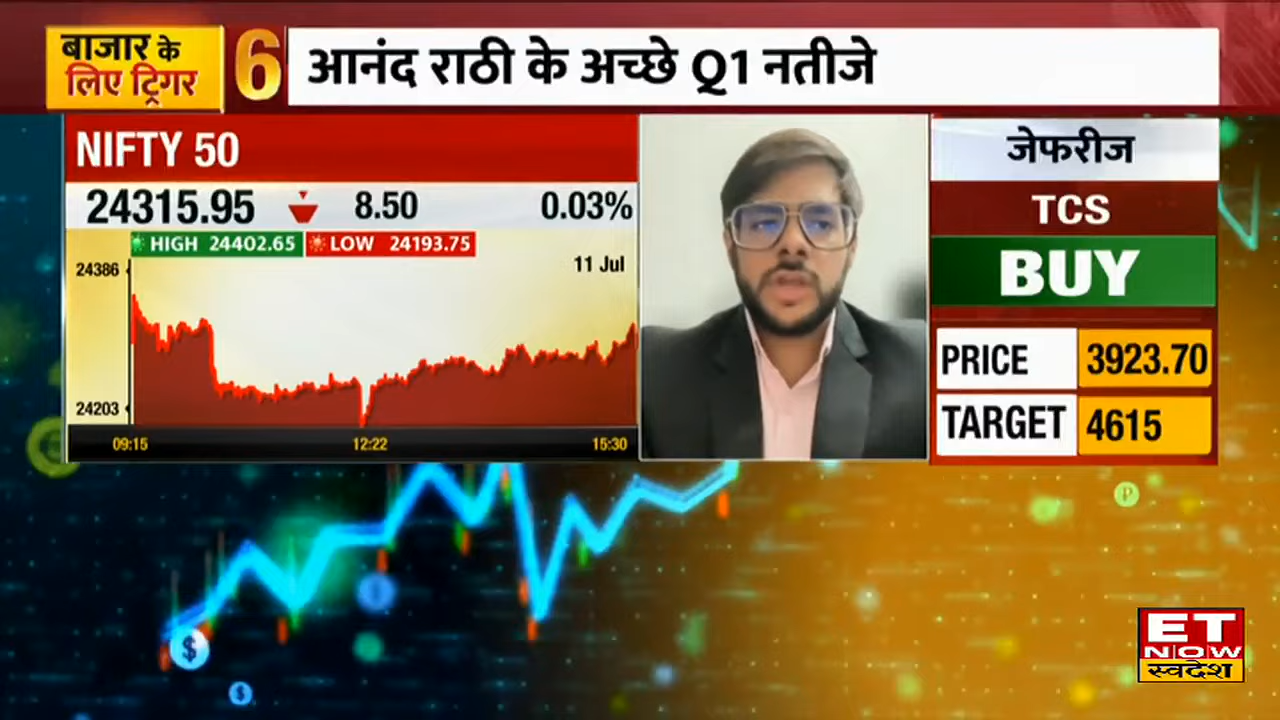 बाजार के
लिए ट्रिगर
6
आनंद राठी के अच्छे Q1 नतीजे
NIFTY 50
24315.95 8.50 0.03%
HIGH 24402.65 LOW 24193.75
11 Jul
24386
24203
09:15 12:22 15:30
जेफरीज
TCS
BUY
PRICE 3923.70
TARGET 4615
$
$
P
ET
NOW
स्वदेश